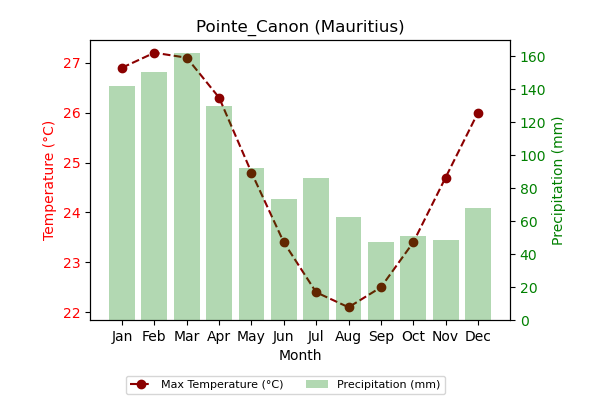 Pointe_Canon (Mauritius)
27
26
25
24
23
22
Temperature (°C)
160
140
120
100
80
60
40
20
0
Precipitation (mm)
Jan Feb Mar Apr May Jun Jul Aug Sep Oct Nov Dec
Month
Max Temperature (°C) Precipitation (mm)